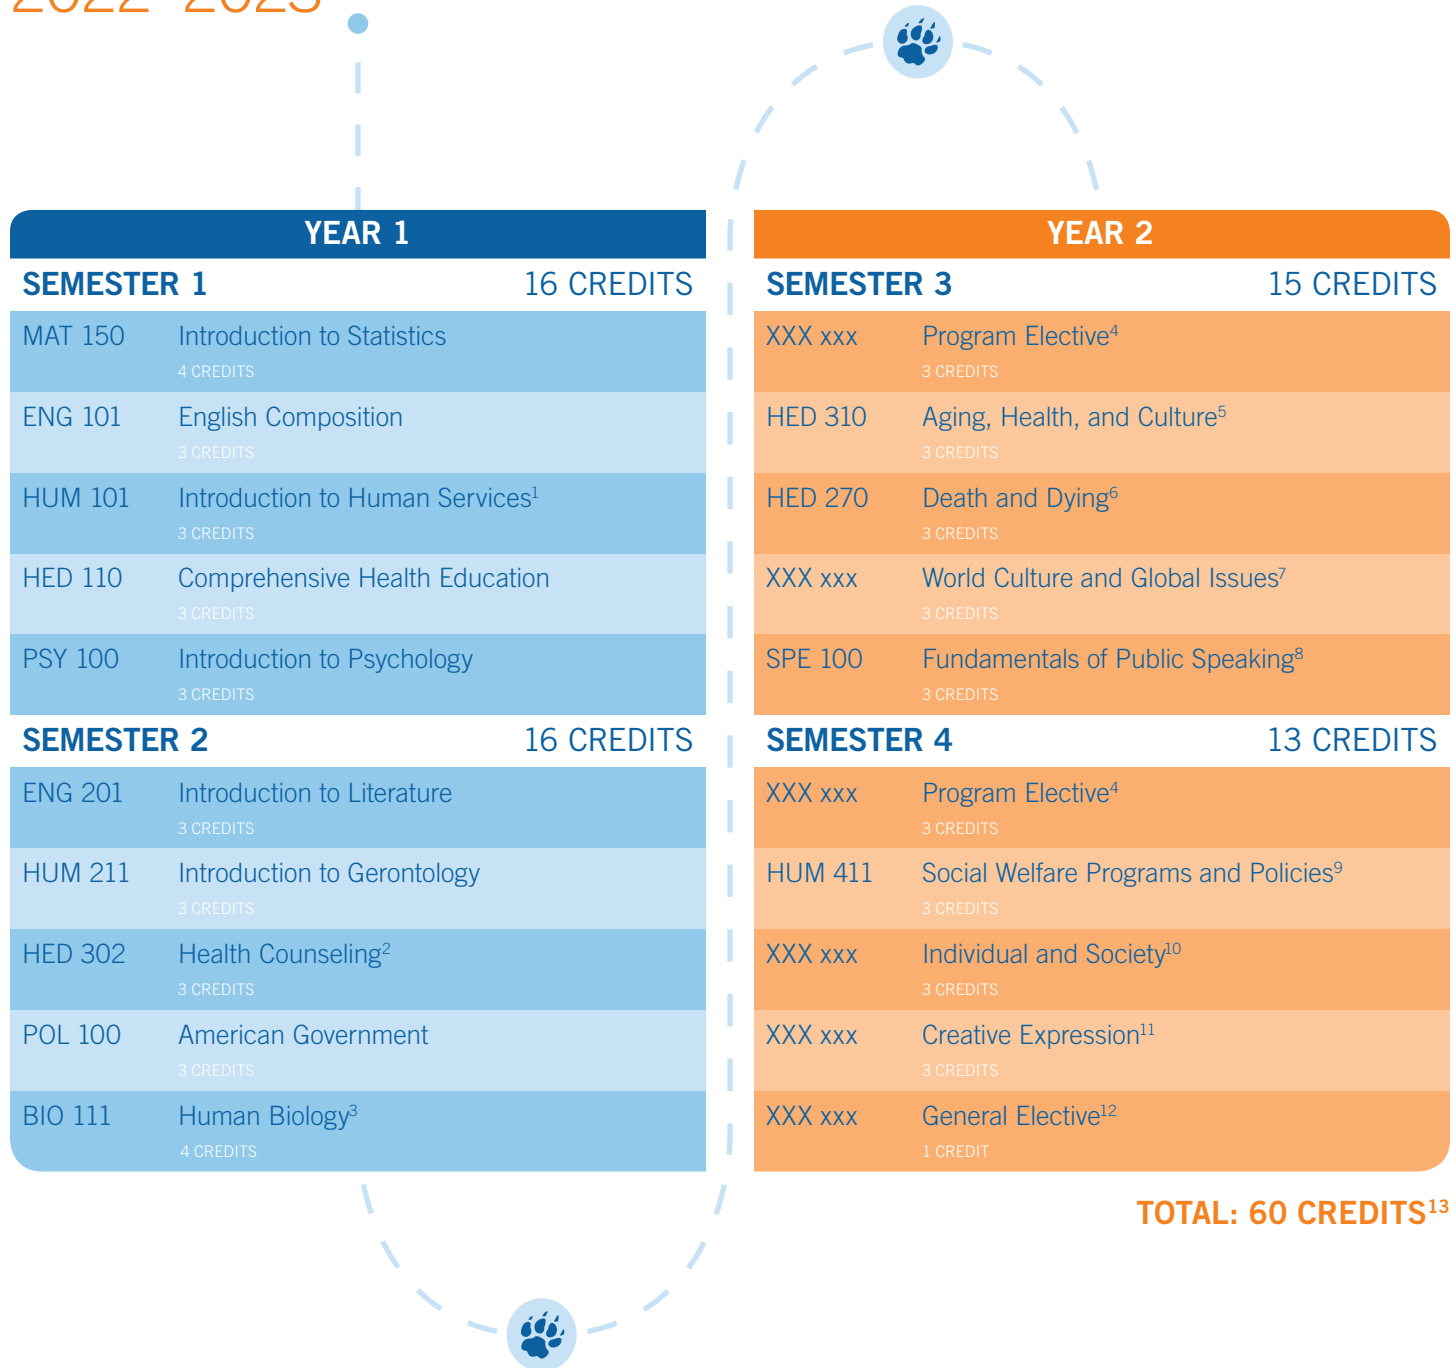 2022–2023
YEAR 1
SEMESTER 1 16 CREDITS
MAT 150 Introduction to Statistics
4 CREDITS
ENG 101 English Composition
3 CREDITS
HUM 101 Introduction to Human Services¹
3 CREDITS
HED 110 Comprehensive Health Education
3 CREDITS
PSY 100 Introduction to Psychology
3 CREDITS
SEMESTER 2 16 CREDITS
ENG 201 Introduction to Literature
3 CREDITS
HUM 211 Introduction to Gerontology
3 CREDITS
HED 302 Health Counseling²
3 CREDITS
POL 100 American Government
3 CREDITS
BIO 111 Human Biology³
4 CREDITS
YEAR 2
SEMESTER 3 15 CREDITS
XXX xxx Program Elective⁴
3 CREDITS
HED 310 Aging, Health, and Culture⁵
3 CREDITS
HED 270 Death and Dying⁶
3 CREDITS
XXX xxx World Culture and Global Issues⁷
3 CREDITS
SPE 100 Fundamentals of Public Speaking⁸
3 CREDITS
SEMESTER 4 13 CREDITS
XXX xxx Program Elective⁴
3 CREDITS
HUM 411 Social Welfare Programs and Policies⁹
3 CREDITS
XXX xxx Individual and Society¹⁰
3 CREDITS
XXX xxx Creative Expression¹¹
3 CREDITS
XXX xxx General Elective¹²
1 CREDIT
TOTAL: 60 CREDITS¹³